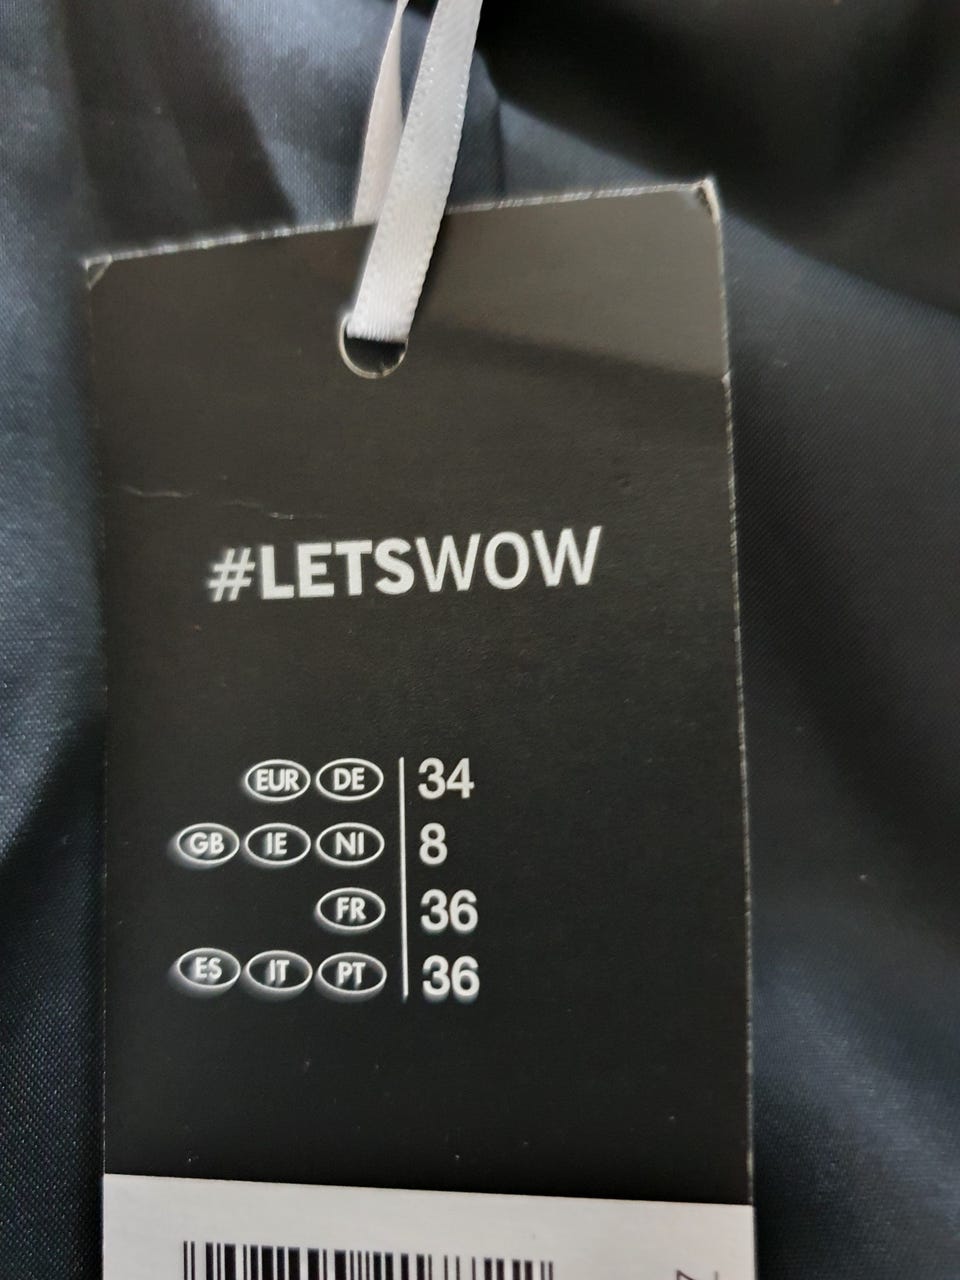 #LETSWOW
EUR DE 34
GB IE NI 8
FR 36
ES IT PT 36